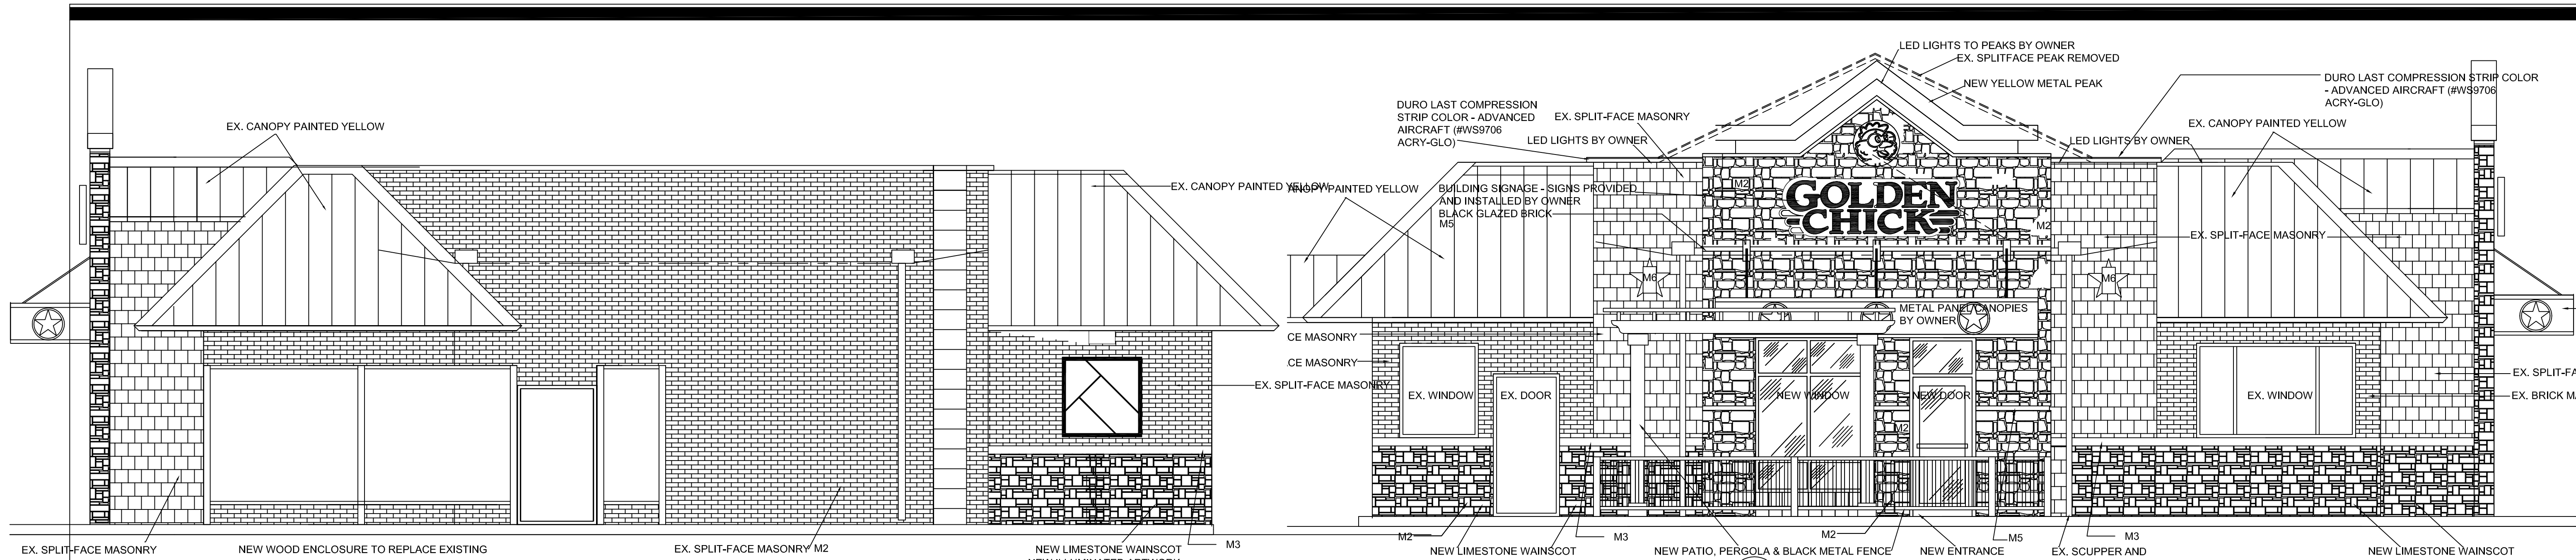 LED LIGHTS TO PEAKS BY OWNER
EX. SPLITFACE PEAK REMOVED
NEW YELLOW METAL PEAK
DURO LAST COMPRESSION STRIP COLOR
- ADVANCED AIRCRAFT (#WS9706
ACRY-GLO)
DURO LAST COMPRESSION
STRIP COLOR - ADVANCED
AIRCRAFT (#WS9706
ACRY-GLO)
EX. SPLIT-FACE MASONRY
LED LIGHTS BY OWNER
LED LIGHTS BY OWNER
EX. CANOPY PAINTED YELLOW
EX. CANOPY PAINTED YELLOW
EX. CANOPY PAINTED YELLOW
ANOPY PAINTED YELLOW
BUILDING SIGNAGE - SIGNS PROVIDED
AND INSTALLED BY OWNER
BLACK GLAZED BRICK
M5
M2
GOLDEN
CHICK
M2
EX. SPLIT-FACE MASONRY
M6
M6
METAL PANEL CANOPIES
BY OWNER
CE MASONRY
CE MASONRY
EX. SPLIT-FACE MASONRY
EX. SPLIT-FA
EX. WINDOW
EX. DOOR
NEW WINDOW
NEW DOOR
EX. WINDOW
EX. BRICK MA
M2
EX. SPLIT-FACE MASONRY
NEW WOOD ENCLOSURE TO REPLACE EXISTING
EX. SPLIT-FACE MASONRY M2
NEW LIMESTONE WAINSCOT
M3
M2
NEW LIMESTONE WAINSCOT
M3
NEW PATIO, PERGOLA & BLACK METAL FENCE
M2
NEW ENTRANCE
M5
EX. SCUPPER AND
M3
NEW LIMESTONE WAINSCOT